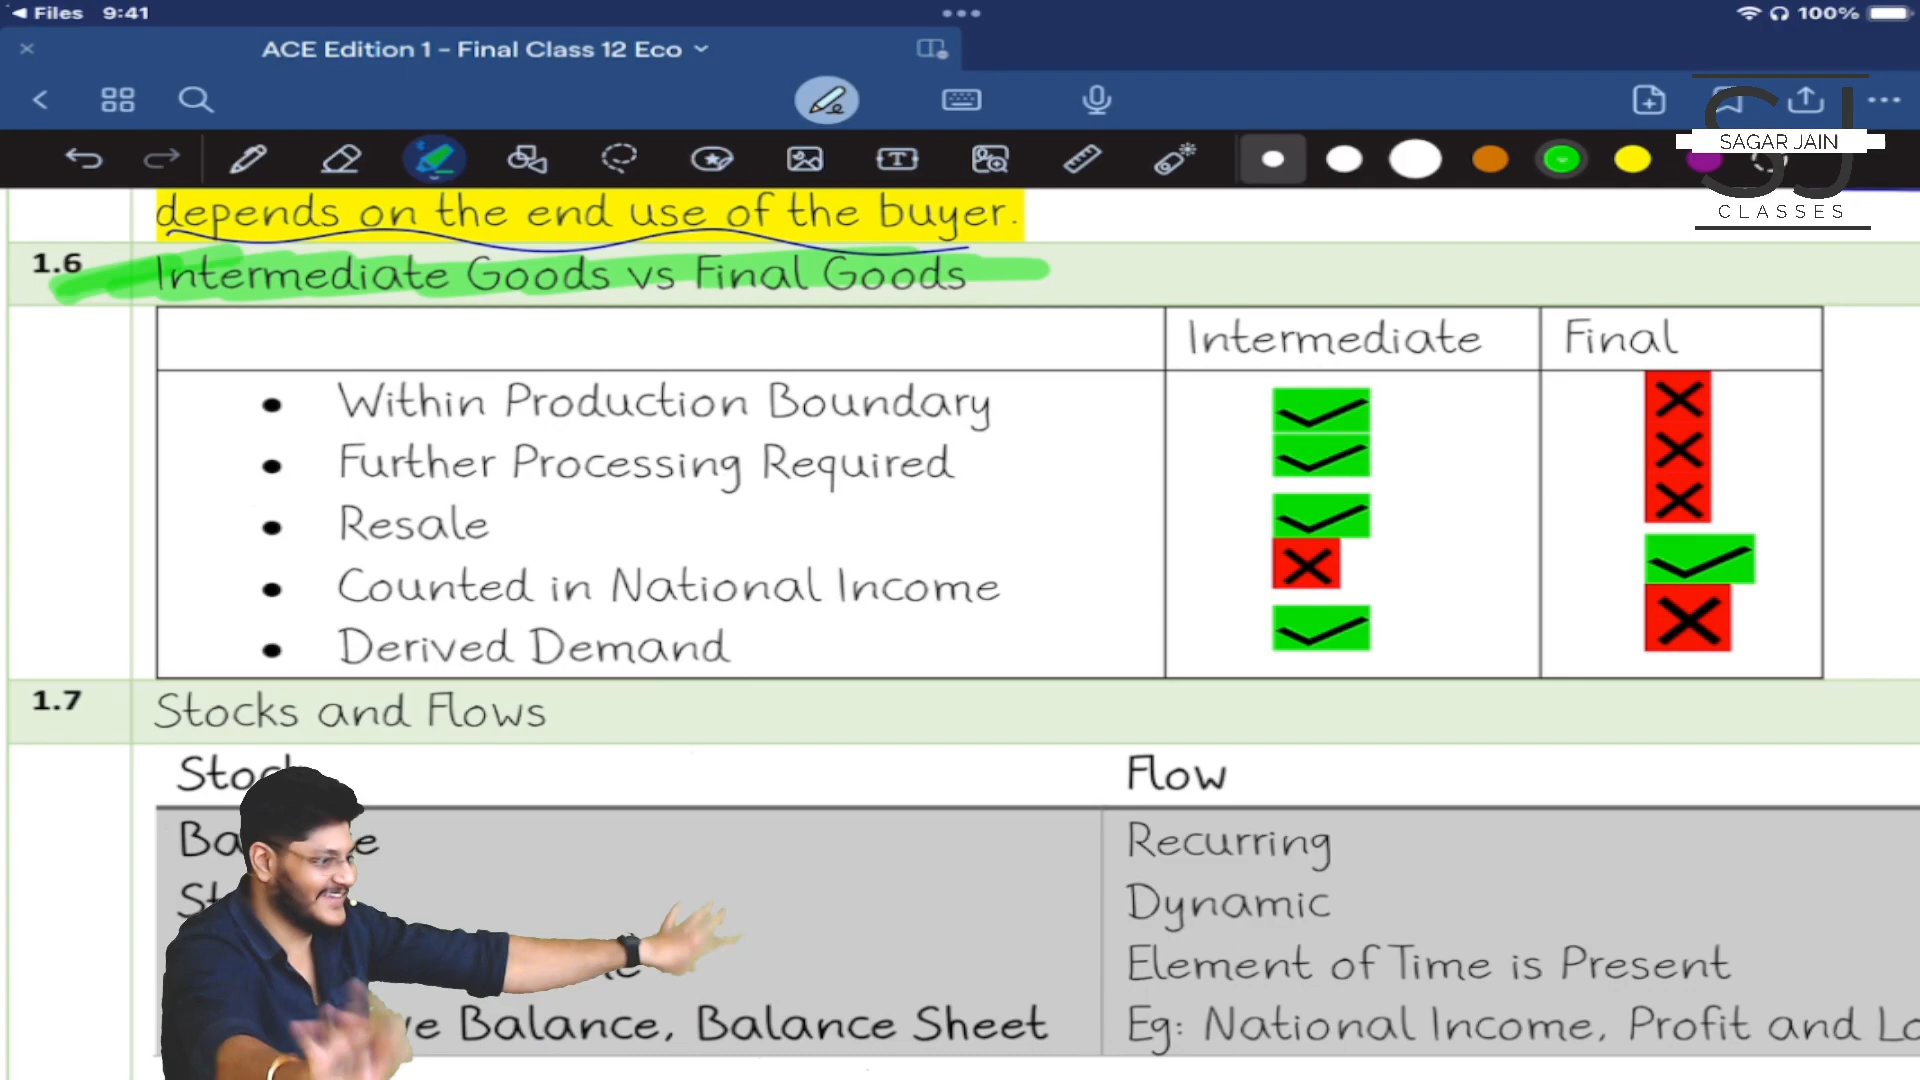 Files 9:41 100%
ACE Edition 1 - Final Class 12 Eco
SAGAR JAIN
CLASSES
depends on the end use of the buyer.
1.6 Intermediate Goods vs Final Goods
Intermediate Final
Within Production Boundary
Further Processing Required
Resale
Counted in National Income
Derived Demand
1.7 Stocks and Flows
Flow
Recurring
Dynamic
Element of Time is Present
Balance, Balance Sheet Eg: National Income, Profit and